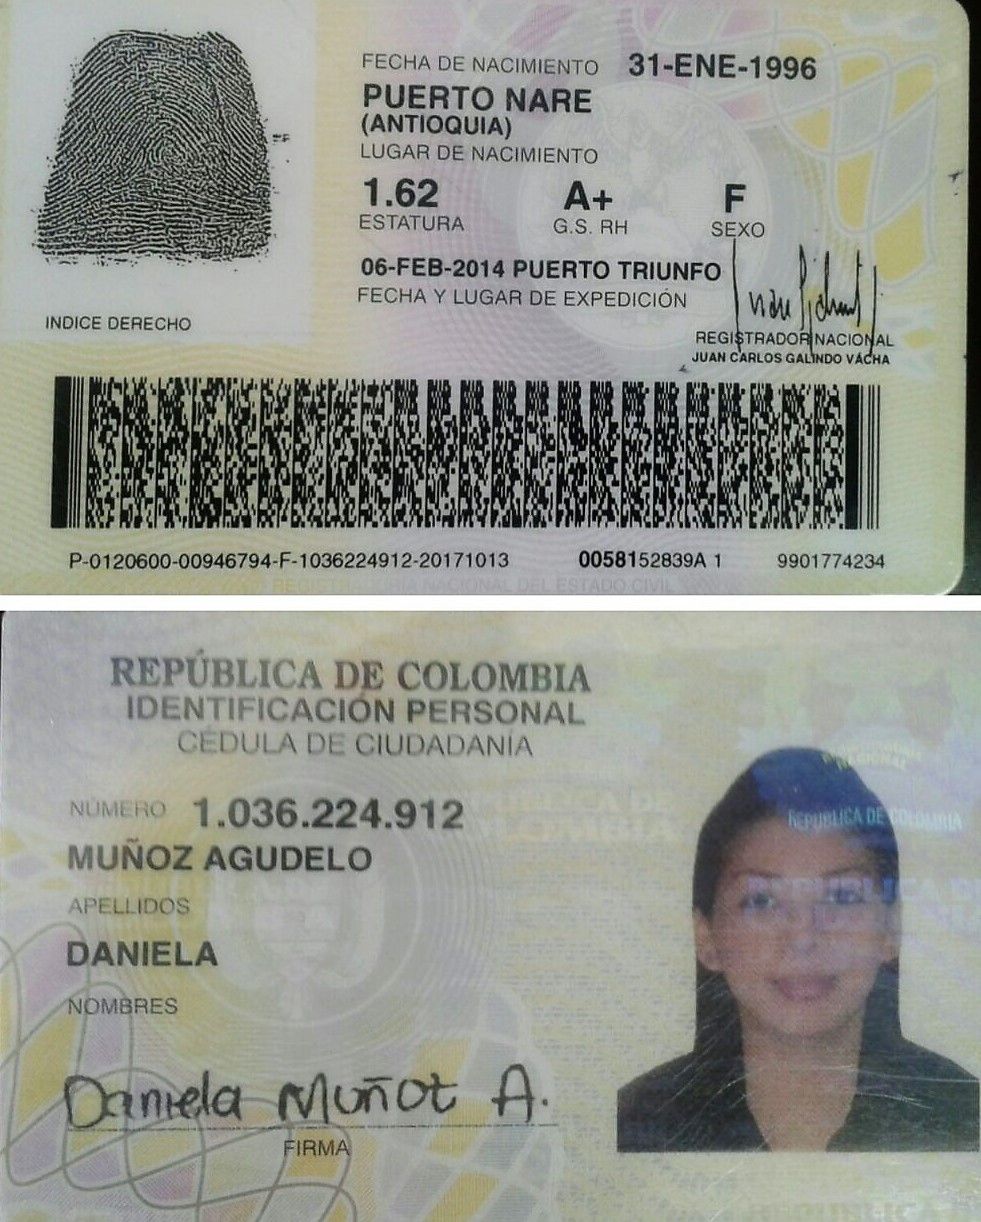 FECHA DE NACIMIENTO 31-ENE-1996
PUERTO NARE
(ANTIOQUIA)
LUGAR DE NACIMIENTO
1.62 A+ F
ESTATURA G.S. RH SEXO
06-FEB-2014 PUERTO TRIUNFO
FECHA Y LUGAR DE EXPEDICIÓN
INDICE DERECHO
REGISTRADOR NACIONAL
JUAN CARLOS GALINDO VÁCHA
P-0120600-00946794-F-1036224912-20171013 0058152839A 1 9901774234
NACIONAL DEL ESTADO CIVIL
REPÚBLICA DE COLOMBIA
IDENTIFICACIÓN PERSONAL
CÉDULA DE CIUDADANÍA
NÚMERO 1.036.224.912
MUÑOZ AGUDELO
APELLIDOS
DANIELA
NOMBRES
REPUBLICA DE COLOMBIA
Daniela Muñoz A.
FIRMA